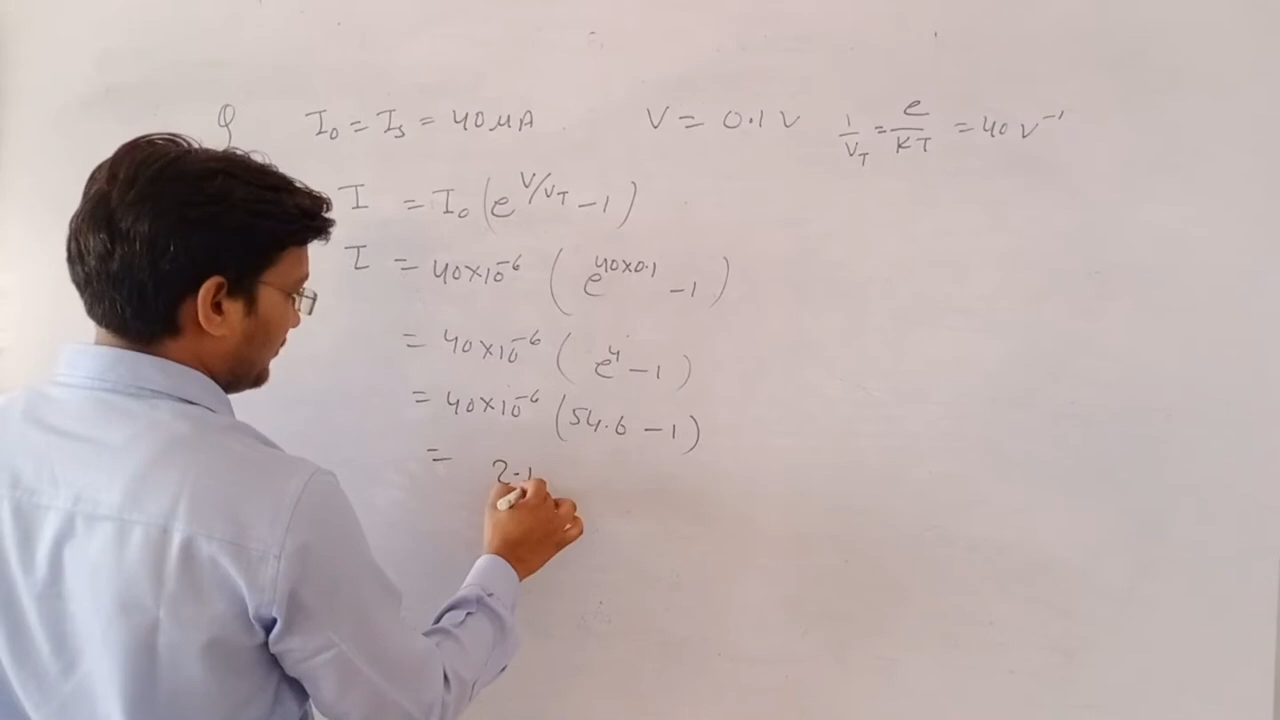 Q I₀ = Is = 40 μA V = 0.1 V 1/V_T = e/KT = 40 V⁻¹
I = I₀ (e^V/V_T - 1)
I = 40×10⁻⁶ (e^40×0.1 - 1)
= 40×10⁻⁶ (e⁴ - 1)
= 40×10⁻⁶ (54.6 - 1)
= 2.1